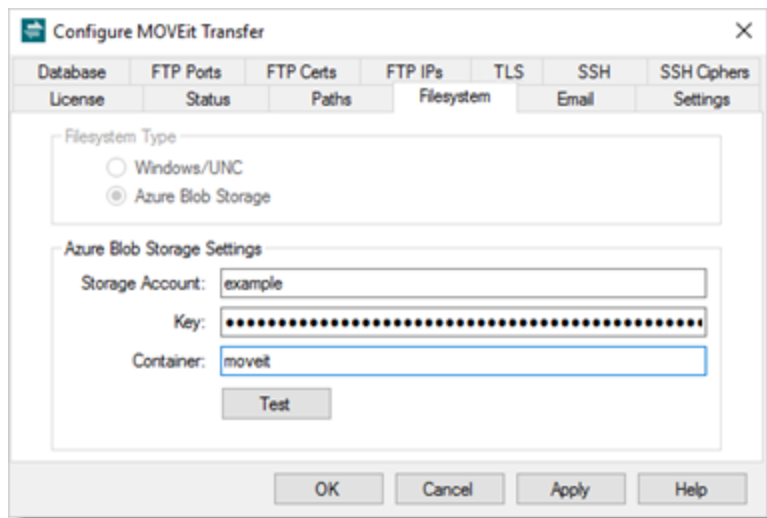 Configure MOVEit Transfer
Database FTP Ports FTP Certs FTP IPs TLS SSH SSH Ciphers
License Status Paths Filesystem Email Settings
Filesystem Type
Windows/UNC
Azure Blob Storage
Azure Blob Storage Settings
Storage Account: example
Key: ●●●●●●●●●●●●●●●●●●●●●●●●●●●●●●●●●●●●●●●●●●●●●●●
Container: moveit
Test
OK Cancel Apply Help